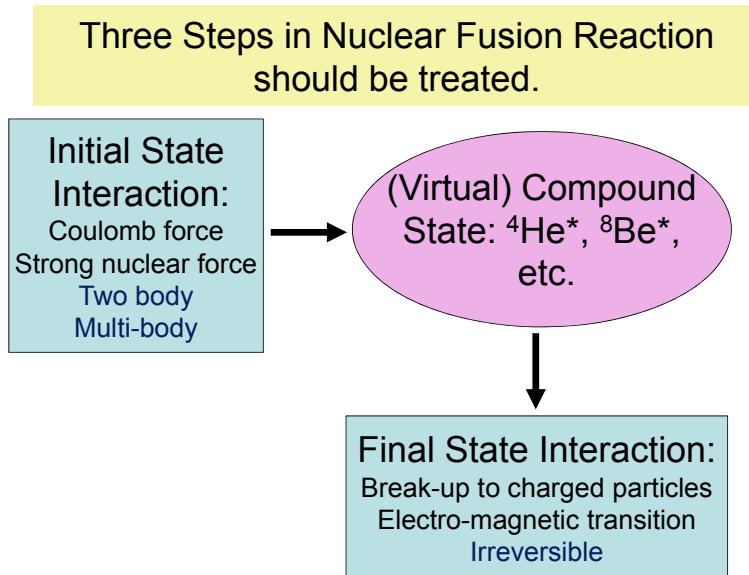 Three Steps in Nuclear Fusion Reaction
should be treated.
Initial State
Interaction:
Coulomb force
Strong nuclear force
Two body
Multi-body
(Virtual) Compound
State: ⁴He*, ⁸Be*,
etc.
Final State Interaction:
Break-up to charged particles
Electro-magnetic transition
Irreversible